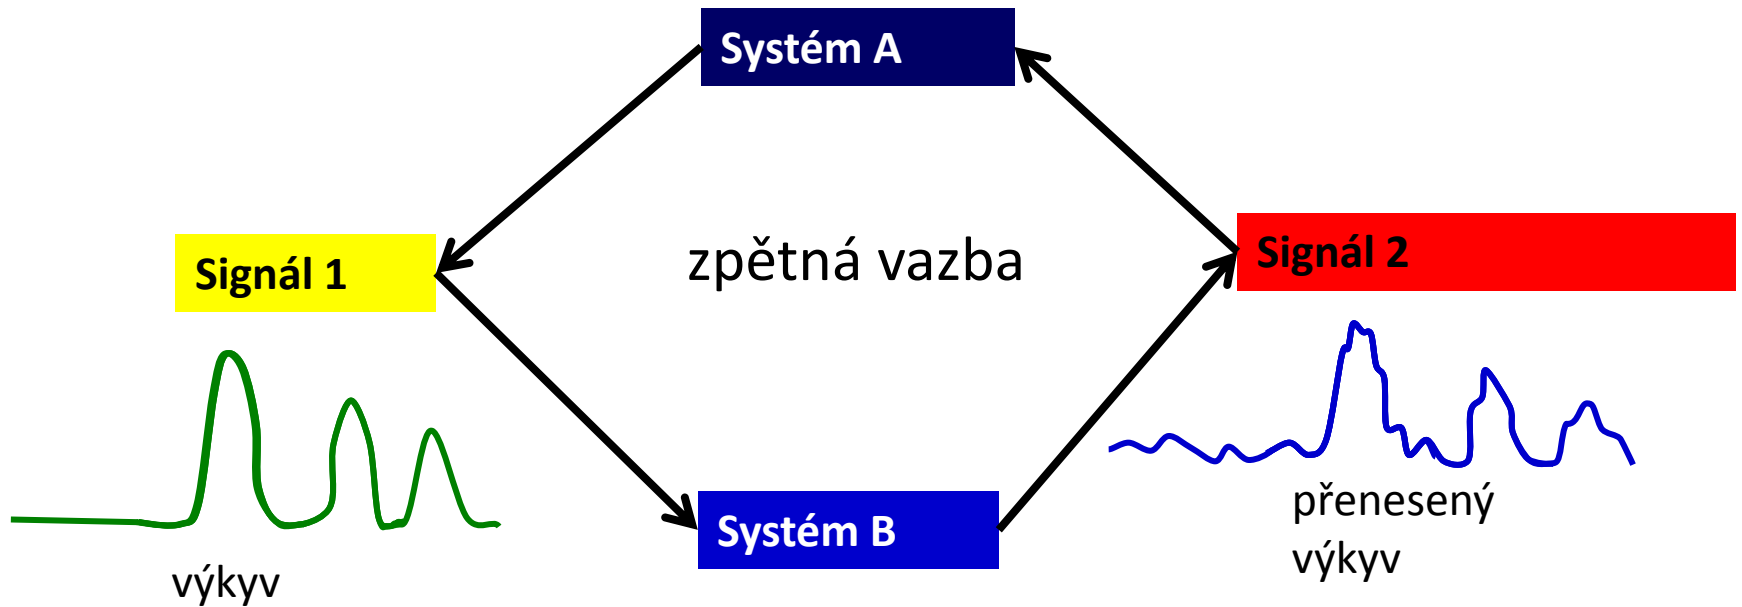 Systém A
Signál 1
zpětná vazba
Signál 2
Systém B
výkyv
přenesený
výkyv